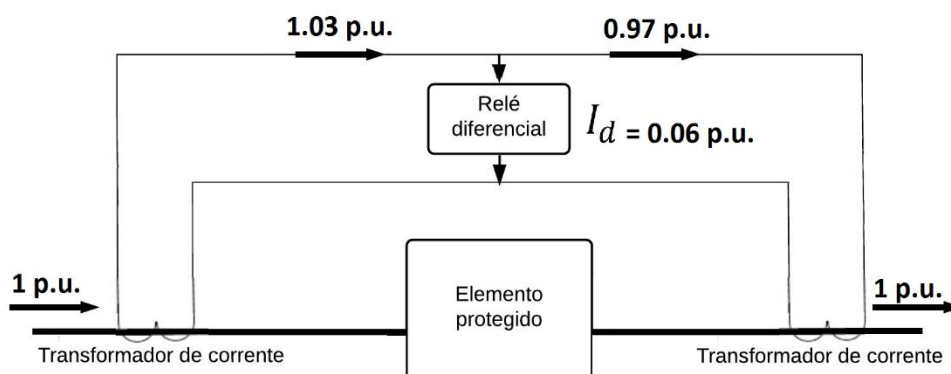 1.03 p.u.
0.97 p.u.
Relé
diferencial
I_d = 0.06 p.u.
1 p.u.
1 p.u.
Elemento
protegido
Transformador de corrente
Transformador de corrente